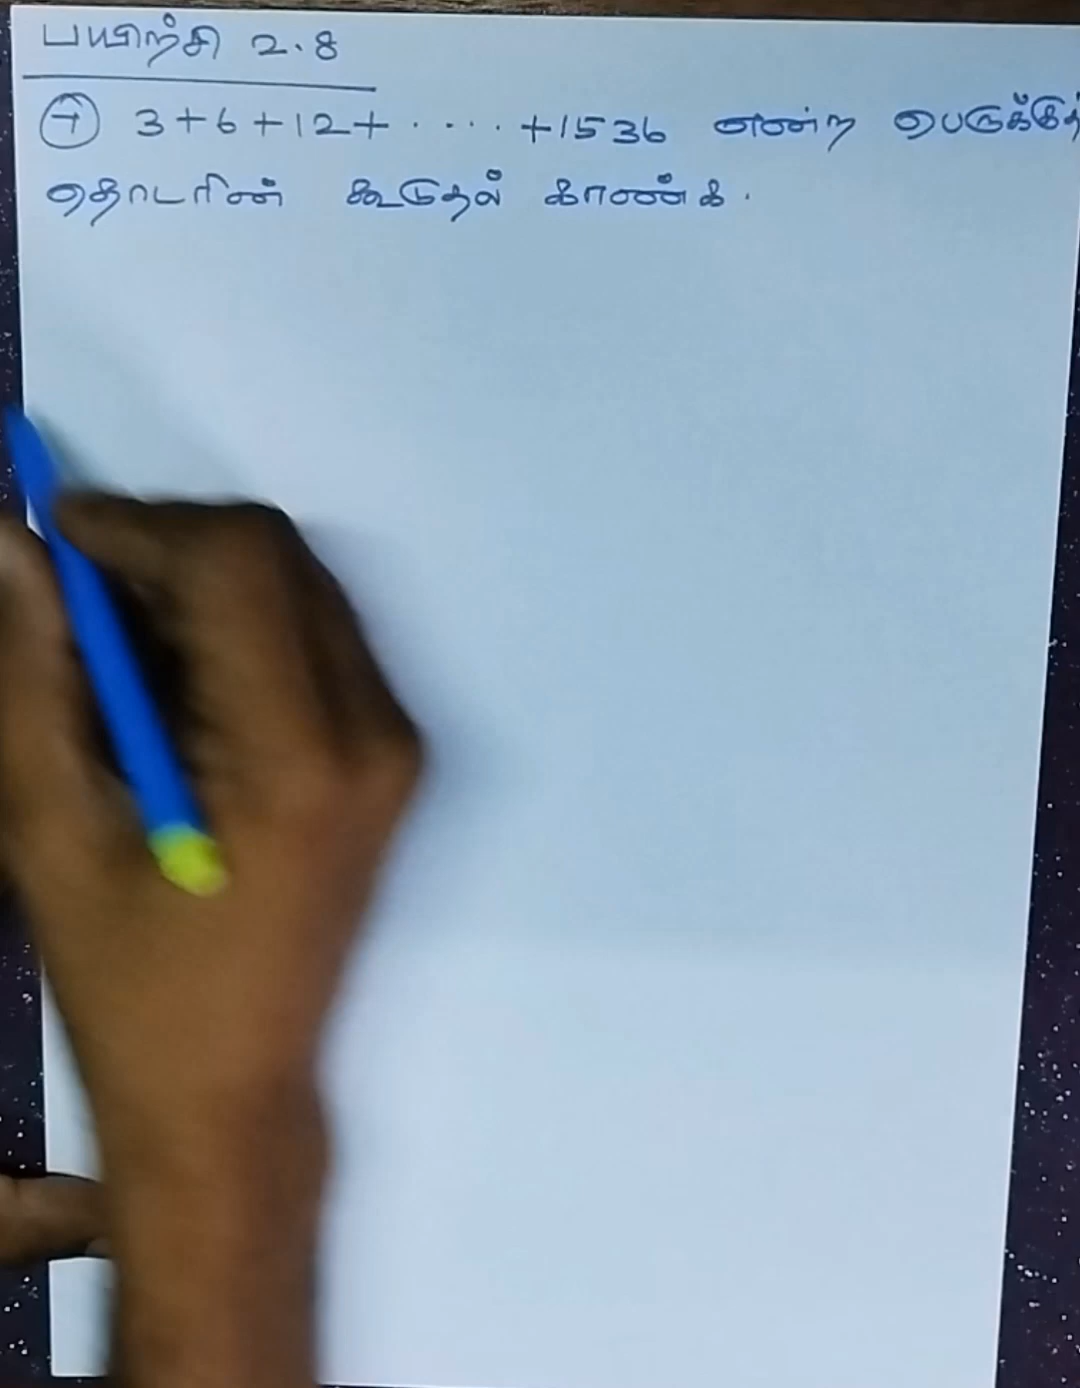 பயிற்சி 2.8
7 3+6+12+.....+1536 என்ற பெருக்குத்
தொடரின் கூடுதல் காண்க.